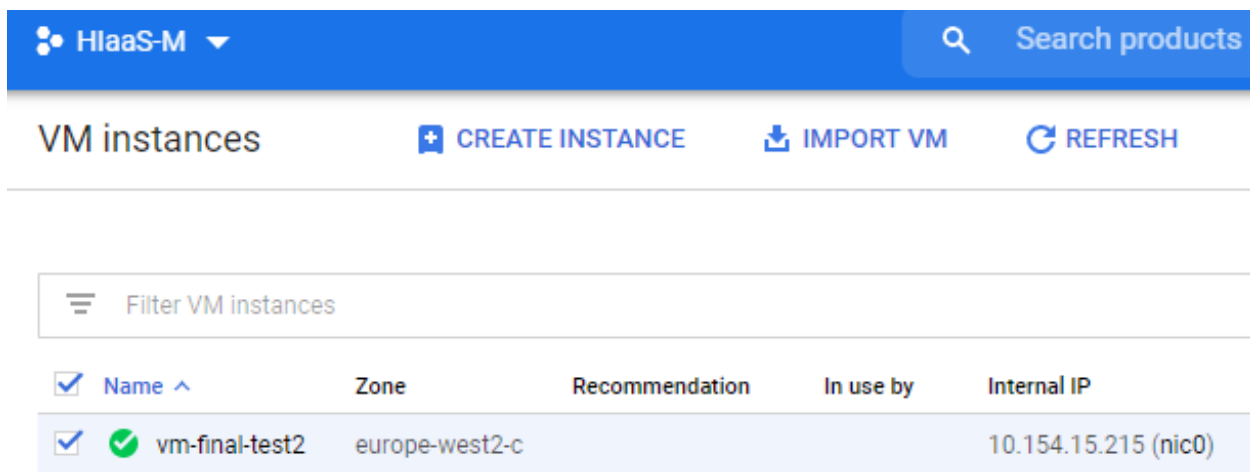 HIaaS-M Search products
VM instances CREATE INSTANCE IMPORT VM REFRESH
Filter VM instances
Name Zone Recommendation In use by Internal IP
vm-final-test2 europe-west2-c 10.154.15.215 (nic0)